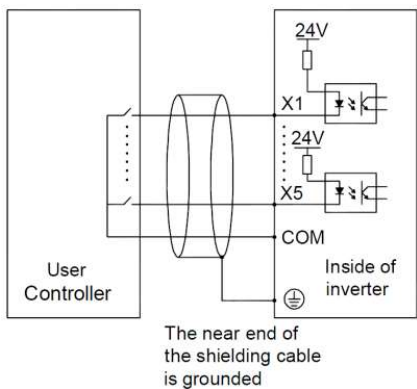 24V
X1
24V
X5
COM
User
Controller
Inside of
inverter
The near end of
the shielding cable
is grounded